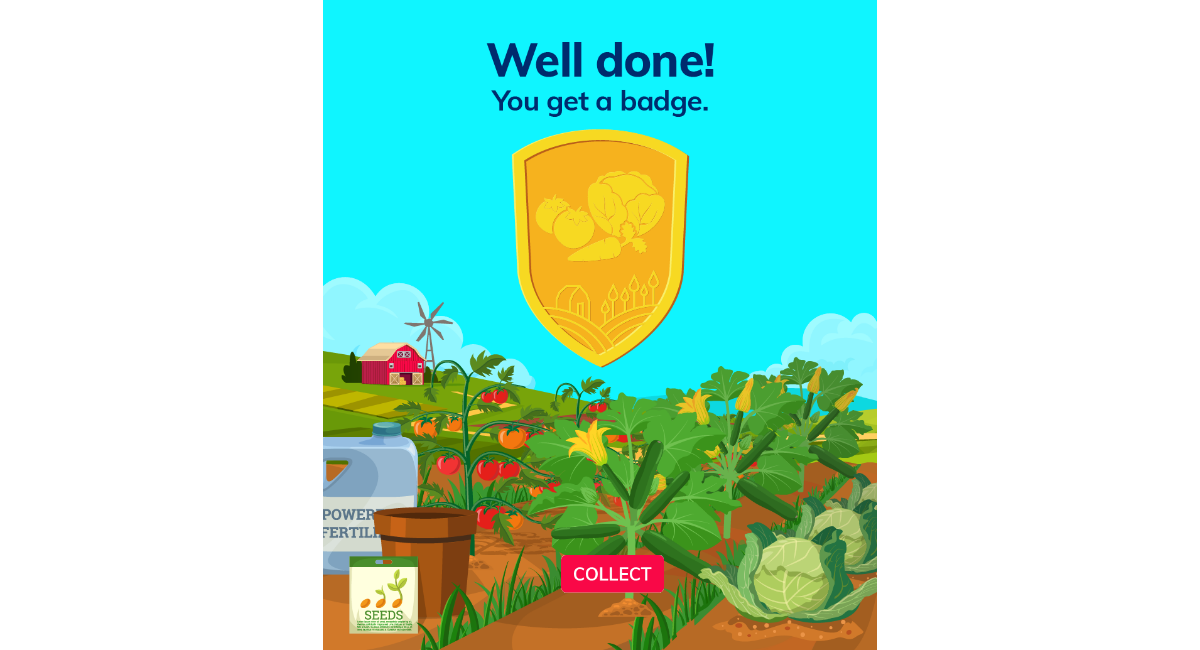 Well done!
You get a badge.
POWER
FERTILI
COLLECT
SEEDS